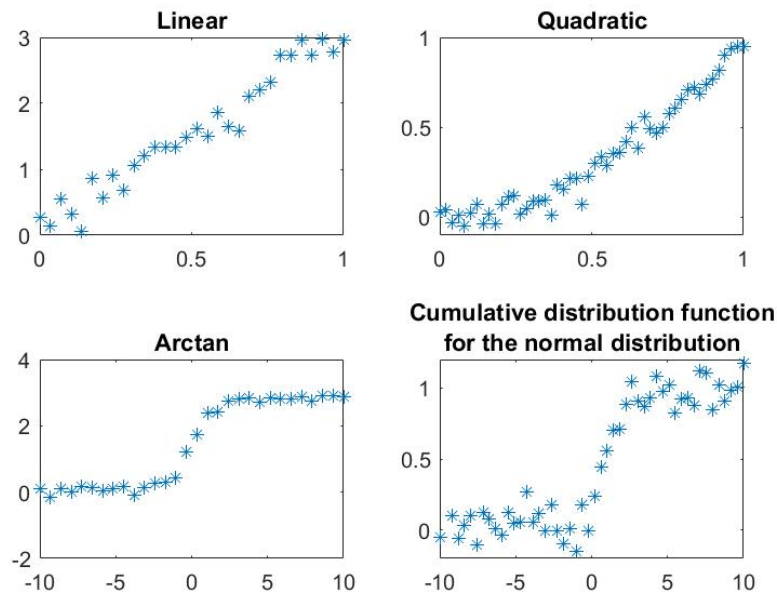 Linear
3
2
1
0
0 0.5 1
Quadratic
1
0.5
0
0 0.5 1
Arctan
4
2
0
-2
-10 -5 0 5 10
Cumulative distribution function
for the normal distribution
1
0.5
0
-10 -5 0 5 10